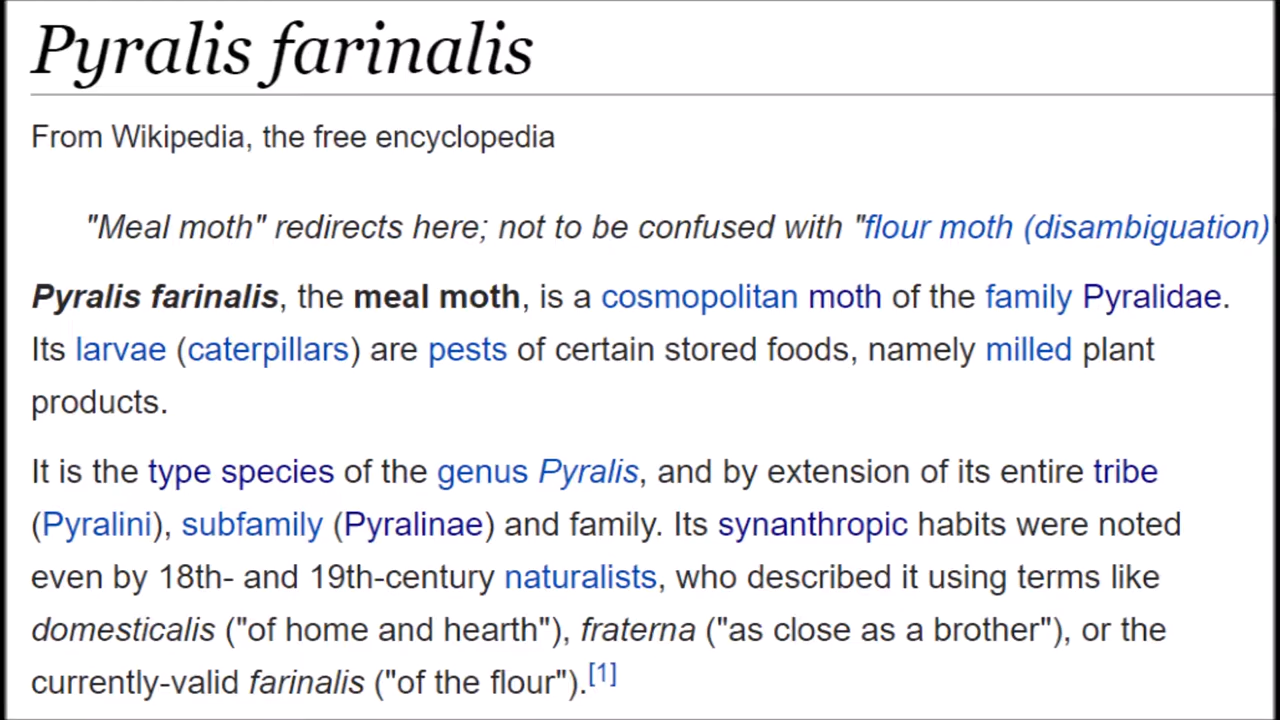 Pyralis farinalis
From Wikipedia, the free encyclopedia
"Meal moth" redirects here; not to be confused with "flour moth (disambiguation)
Pyralis farinalis, the meal moth, is a cosmopolitan moth of the family Pyralidae.
Its larvae (caterpillars) are pests of certain stored foods, namely milled plant
products.
It is the type species of the genus Pyralis, and by extension of its entire tribe
(Pyralini), subfamily (Pyralinae) and family. Its synanthropic habits were noted
even by 18th- and 19th-century naturalists, who described it using terms like
domesticalis ("of home and hearth"), fraterna ("as close as a brother"), or the
currently-valid farinalis ("of the flour").[1]